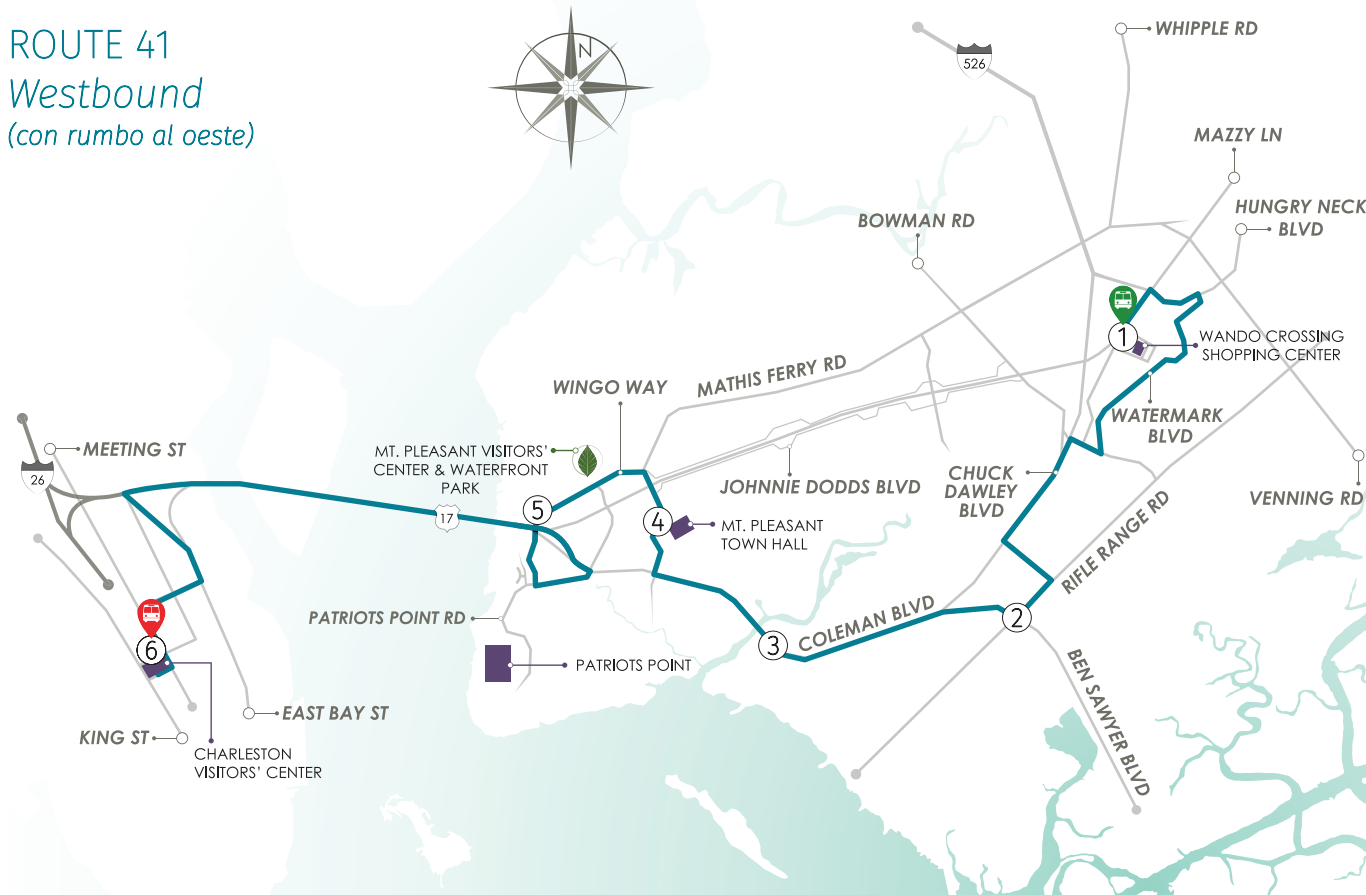 ROUTE 41
Westbound
(con rumbo al oeste)
N
526
WHIPPLE RD
MAZZY LN
HUNGRY NECK
BLVD
BOWMAN RD
1
WANDO CROSSING
SHOPPING CENTER
MATHIS FERRY RD
WINGO WAY
WATERMARK
BLVD
MEETING ST
26
MT. PLEASANT VISITORS'
CENTER & WATERFRONT
PARK
JOHNNIE DODDS BLVD
CHUCK
DAWLEY
BLVD
VENNING RD
17
5
4
MT. PLEASANT
TOWN HALL
RIFLE RANGE RD
PATRIOTS POINT RD
COLEMAN BLVD
2
3
6
PATRIOTS POINT
BEN SAWYER BLVD
EAST BAY ST
KING ST
CHARLESTON
VISITORS' CENTER